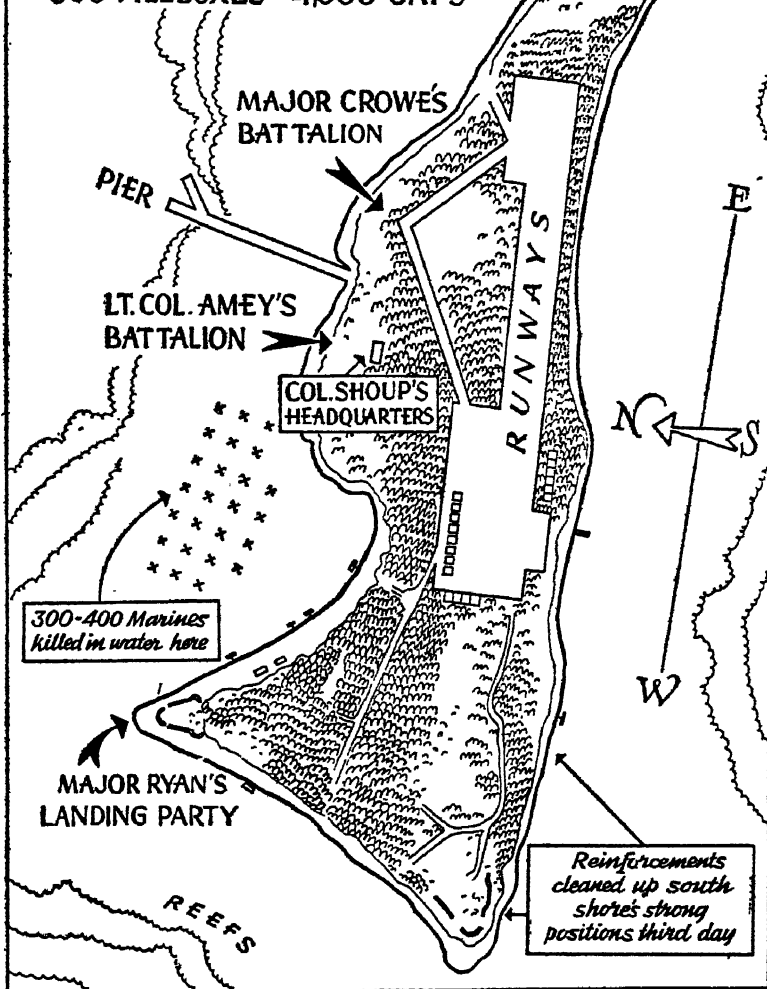 MAJOR CROWE'S
BATTALION
PIER
E
LT. COL. AMEY'S
BATTALION
RUNWAYS
COL. SHOUP'S
HEADQUARTERS
N
S
300-400 Marines
killed in water here
W
MAJOR RYAN'S
LANDING PARTY
Reinforcements
cleaned up south
shore's strong
positions third day
REEFS